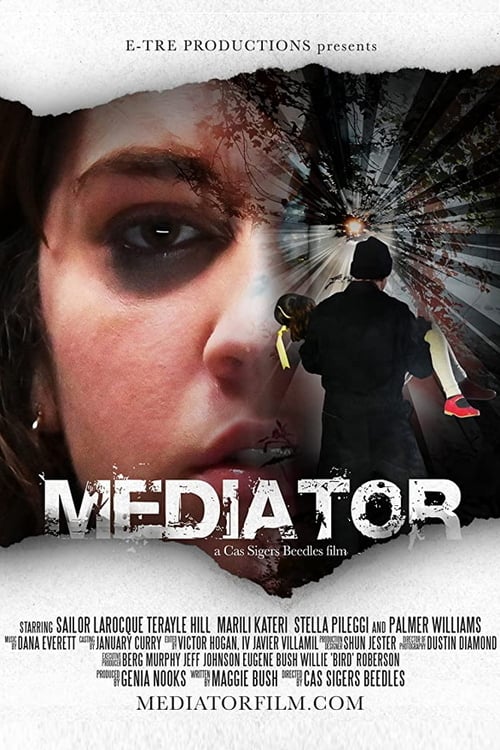 E-TRE PRODUCTIONS presents
MEDIATOR
a Cas Sigers Beedles film
STARRING SAILOR LAROCQUE TERAYLE HILL MARILI KATERI STELLA PILEGGI AND PALMER WILLIAMS
MUSIC BY DANA EVERETT CASTING BY JANUARY CURRY EDITED BY VICTOR HOGAN, IV JAVIER VILLAMIL PRODUCTION DESIGNER SHUN JESTER DIRECTOR OF PHOTOGRAPHY DUSTIN DIAMOND
EXECUTIVE PRODUCER BERG MURPHY JEFF JOHNSON EUGENE BUSH WILLIE 'BIRD' ROBERSON
PRODUCED BY GENIA NOOKS WRITTEN BY MAGGIE BUSH DIRECTED BY CAS SIGERS BEEDLES
MEDIATORFILM.COM